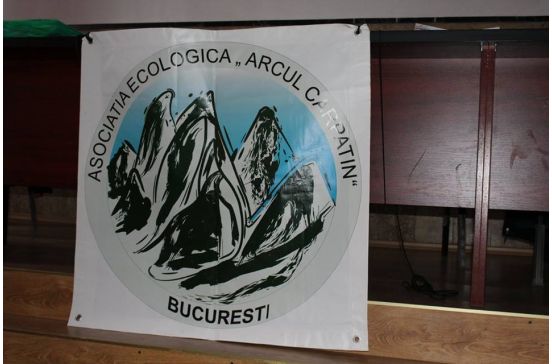 ASOCIATIA ECOLOGICA „ARCUL CARPATIN"
BUCURESTI